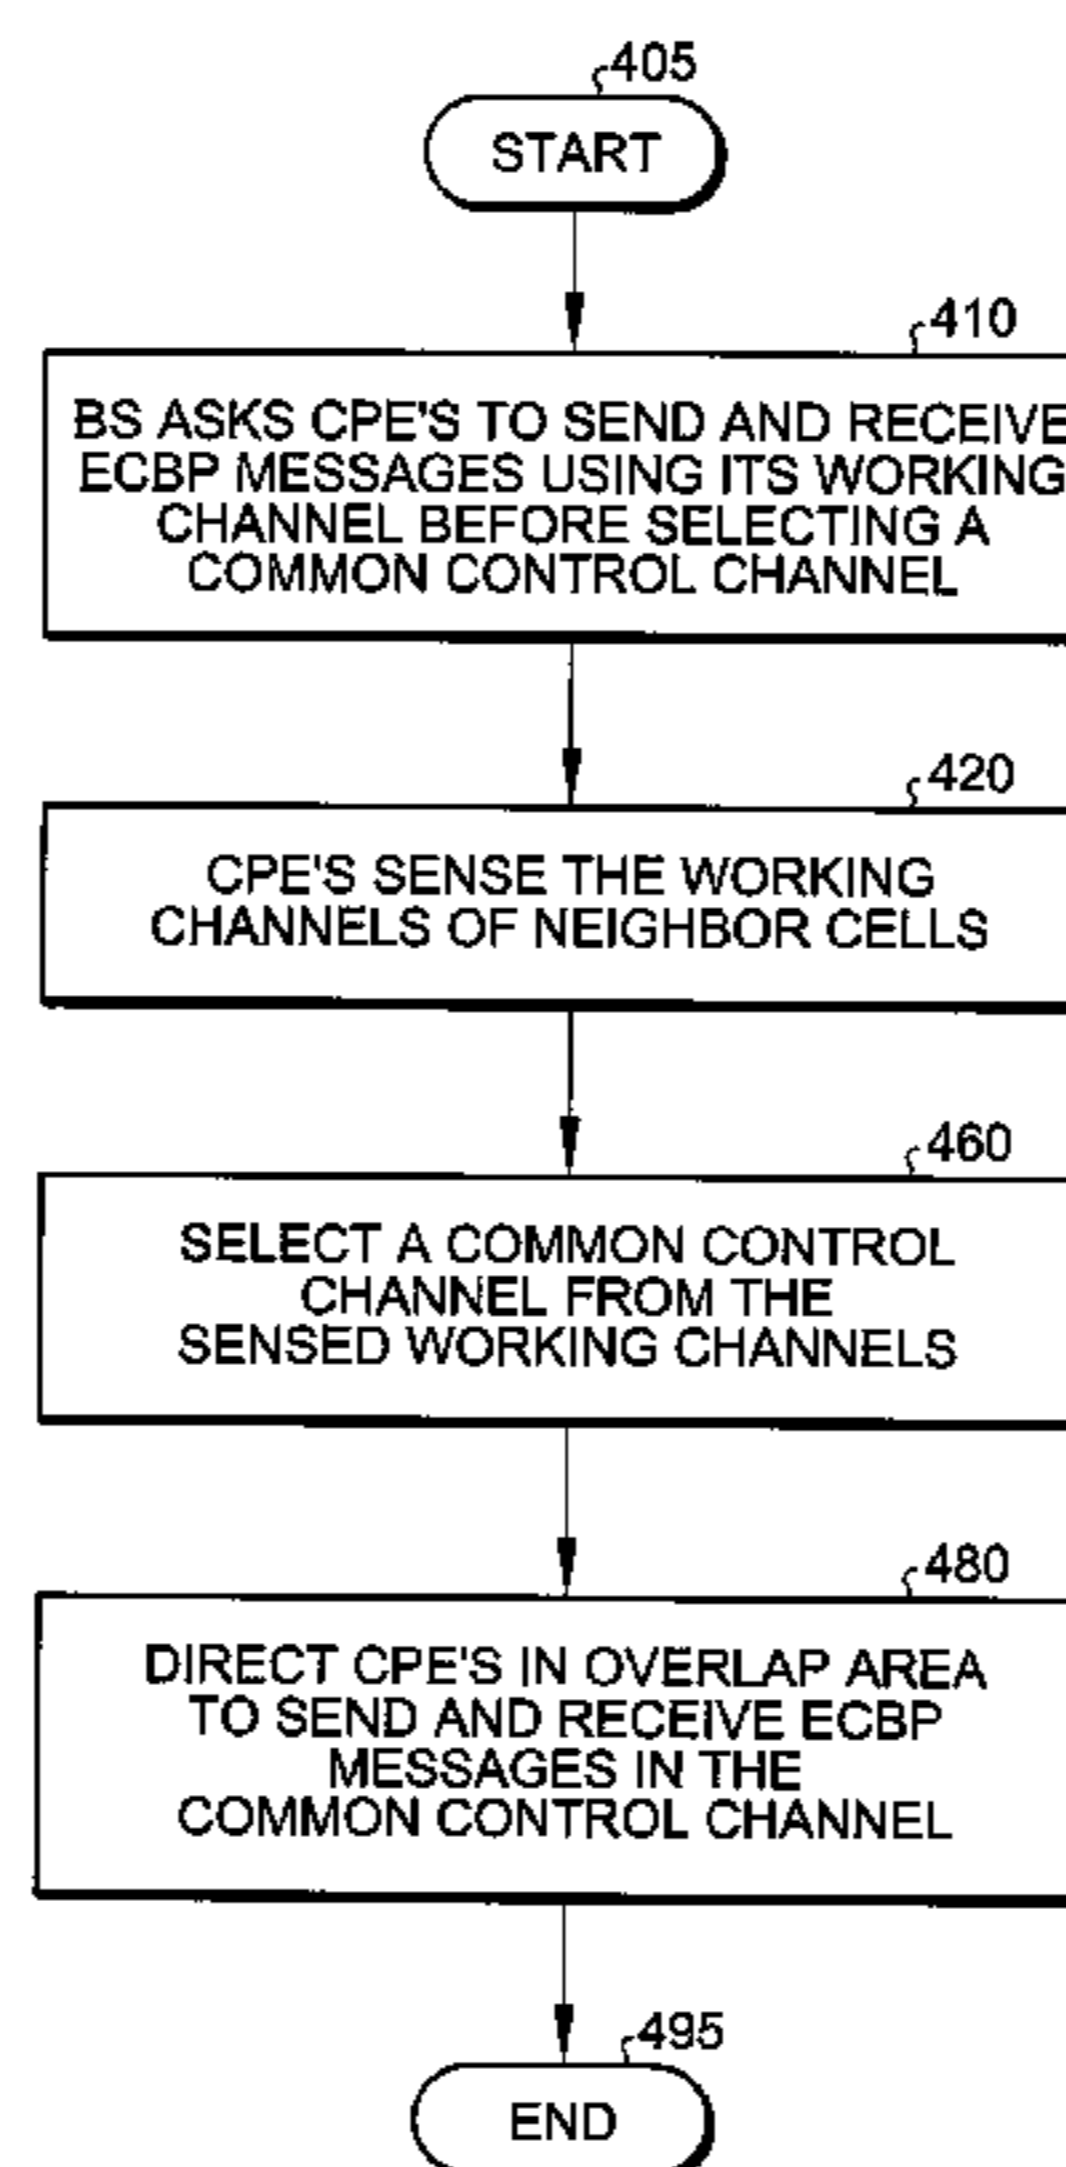 405
START
410
BS ASKS CPE'S TO SEND AND RECEIVE
ECBP MESSAGES USING ITS WORKING
CHANNEL BEFORE SELECTING A
COMMON CONTROL CHANNEL
420
CPE'S SENSE THE WORKING
CHANNELS OF NEIGHBOR CELLS
460
SELECT A COMMON CONTROL
CHANNEL FROM THE
SENSED WORKING CHANNELS
480
DIRECT CPE'S IN OVERLAP AREA
TO SEND AND RECEIVE ECBP
MESSAGES IN THE
COMMON CONTROL CHANNEL
495
END